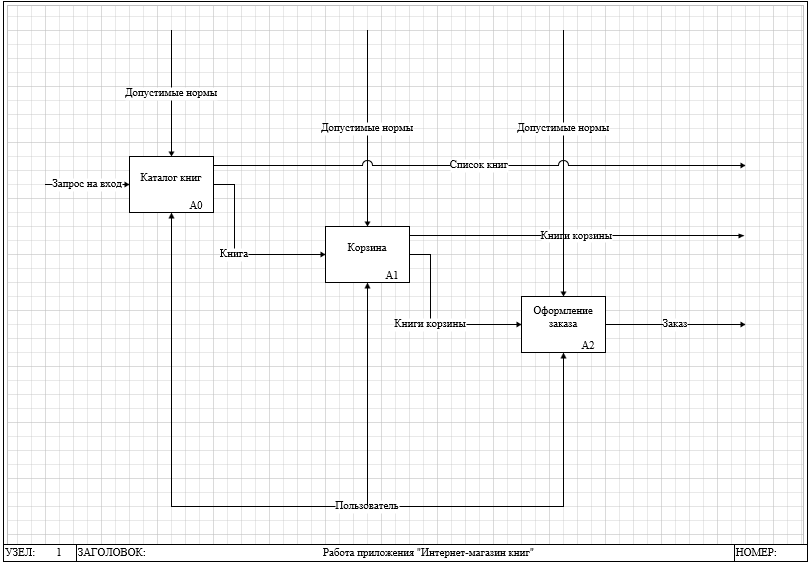 Допустимые нормы
Допустимые нормы
Допустимые нормы
Список книг
Каталог книг
Запрос на вход
A0
Книги корзины
Корзина
Книга
A1
Оформление
заказа
Книги корзины
Заказ
A2
Пользователь
УЗЕЛ: 1 ЗАГОЛОВОК: Работа приложения "Интернет-магазин книг" НОМЕР: